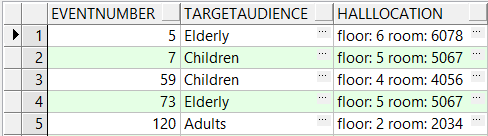 EVENTNUMBER TARGETAUDIENCE HALLLOCATION
1 5 Elderly ... floor: 6 room: 6078 ...
2 7 Children ... floor: 5 room: 5067 ...
3 59 Children ... floor: 4 room: 4056 ...
4 73 Elderly ... floor: 5 room: 5067 ...
5 120 Adults ... floor: 2 room: 2034 ...